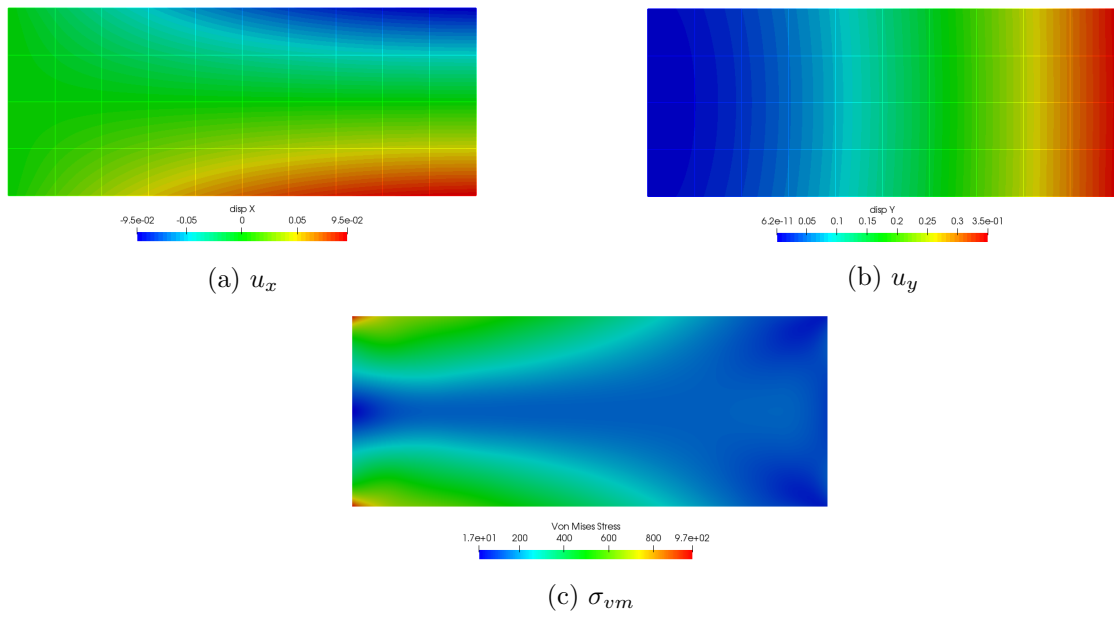 disp X
-9.5e-02 -0.05 0 0.05 9.5e-02
(a) u_x
disp Y
6.2e-11 0.05 0.1 0.15 0.2 0.25 0.3 3.5e-01
(b) u_y
Von Mises Stress
1.7e+01 200 400 600 800 9.7e+02
(c) σ_{vm}